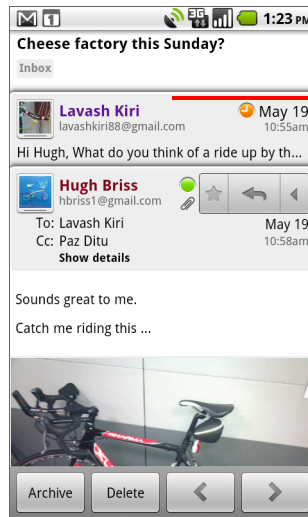 1
3G
1:23 PM
Cheese factory this Sunday?
Inbox
Lavash Kiri
May 19
lavashkiri88@gmail.com
10:55am
Hi Hugh, What do you think of a ride up by th...
Hugh Briss
hbriss1@gmail.com
To: Lavash Kiri
May 19
Cc: Paz Ditu
10:58am
Show details
Sounds great to me.
Catch me riding this ...
Archive
Delete